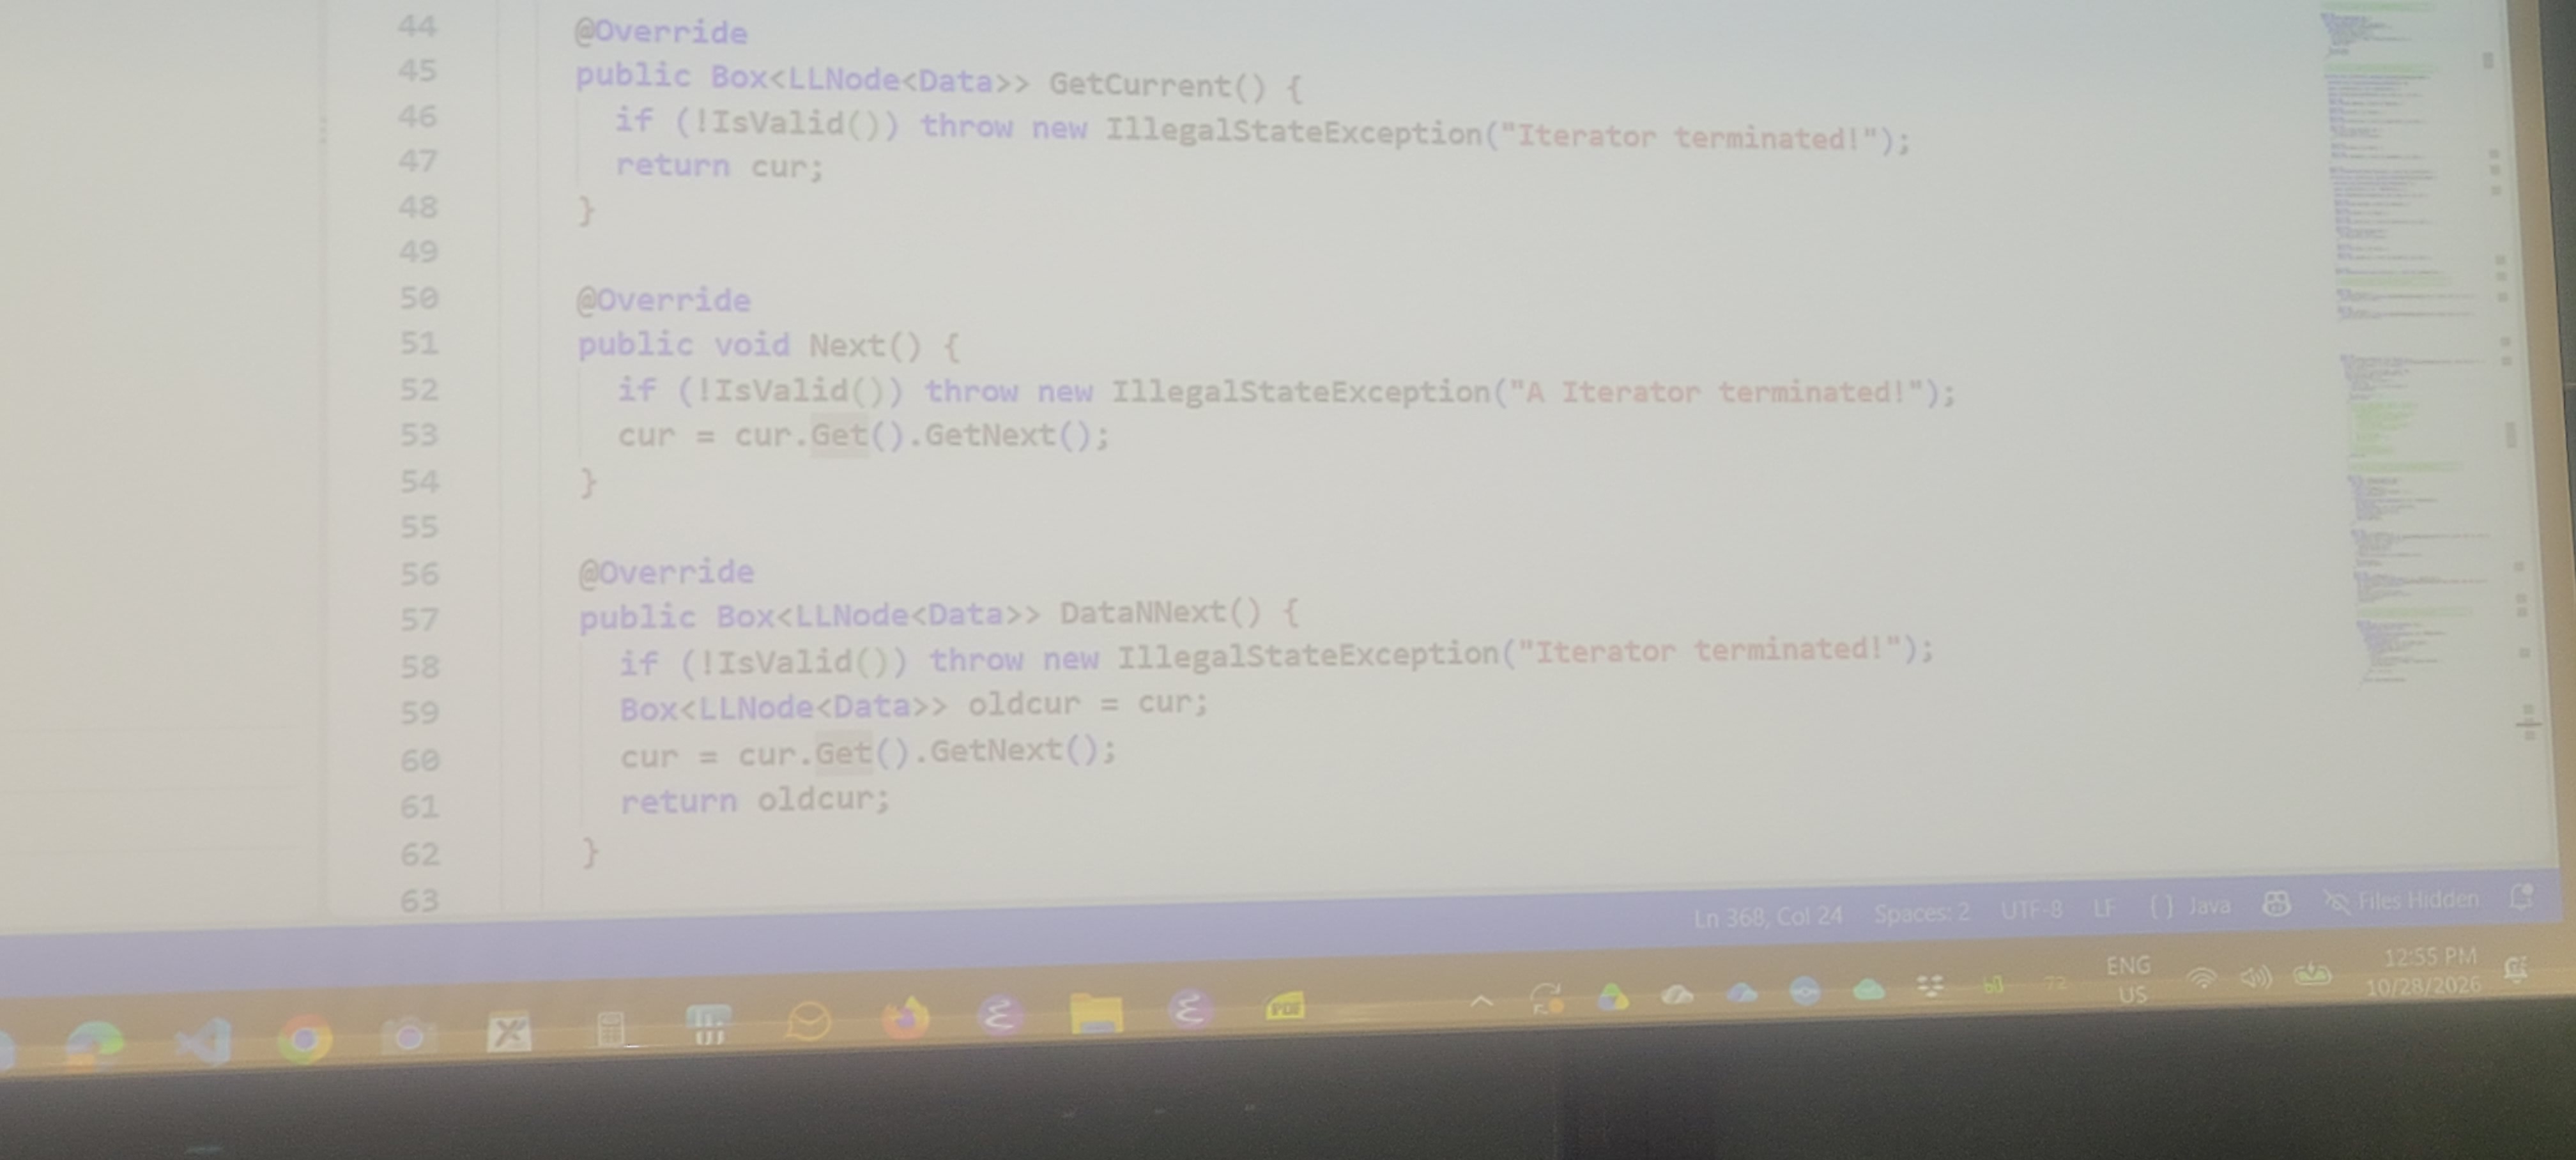 44 @Override
45 public Box<LLNode<Data>> GetCurrent() {
46 if (!IsValid()) throw new IllegalStateException("Iterator terminated!");
47 return cur;
48 }
49
50 @Override
51 public void Next() {
52 if (!IsValid()) throw new IllegalStateException("A Iterator terminated!");
53 cur = cur.Get().GetNext();
54 }
55
56 @Override
57 public Box<LLNode<Data>> DataNNext() {
58 if (!IsValid()) throw new IllegalStateException("Iterator terminated!");
59 Box<LLNode<Data>> oldcur = cur;
60 cur = cur.Get().GetNext();
61 return oldcur;
62 }
63
Ln 368, Col 24 Spaces: 2 UTF-8 LF {} Java Files Hidden
PDF 72 ENG 12:55 PM
US 10/28/2026